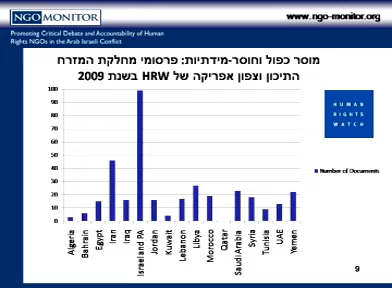 NGO MONITOR
www.ngo-monitor.org
Promoting Critical Debate and Accountability of Human
Rights NGOs in the Arab Israeli Conflict
מוסר כפול וחוסר-מידתיות: פרסומי מחלקת המזרח
התיכון וצפון אפריקה של HRW בשנת 2009
100
90
80
70
60
50
40
30
20
10
0
Algeria
Bahrain
Egypt
Iran
Iraq
Israel and PA
Jordan
Kuwait
Lebanon
Libya
Morocco
Qatar
Saudi Arabia
Syria
Tunisia
UAE
Yemen
HUMAN
RIGHTS
WATCH
Number of Documents
9